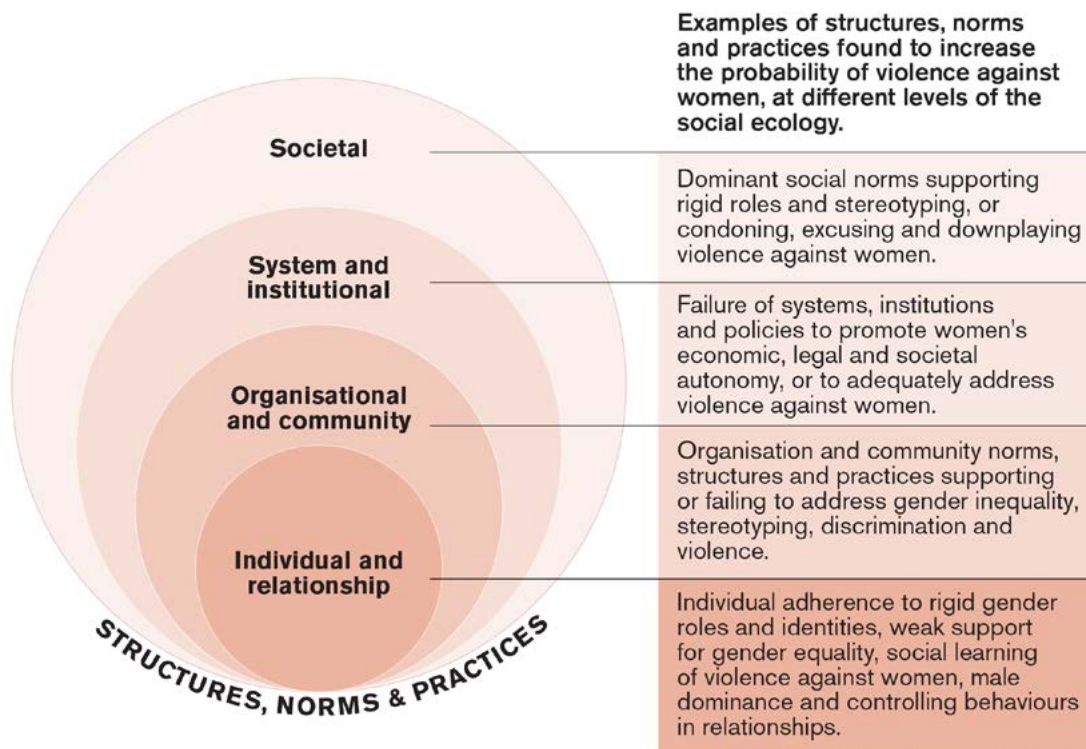 Examples of structures, norms
and practices found to increase
the probability of violence against
women, at different levels of the
social ecology.
Societal
Dominant social norms supporting
rigid roles and stereotyping, or
condoning, excusing and downplaying
violence against women.
System and
institutional
Failure of systems, institutions
and policies to promote women's
economic, legal and societal
autonomy, or to adequately address
violence against women.
Organisational
and community
Organisation and community norms,
structures and practices supporting
or failing to address gender inequality,
stereotyping, discrimination and
violence.
Individual and
relationship
Individual adherence to rigid gender
roles and identities, weak support
for gender equality, social learning
of violence against women, male
dominance and controlling behaviours
in relationships.
STRUCTURES, NORMS & PRACTICES